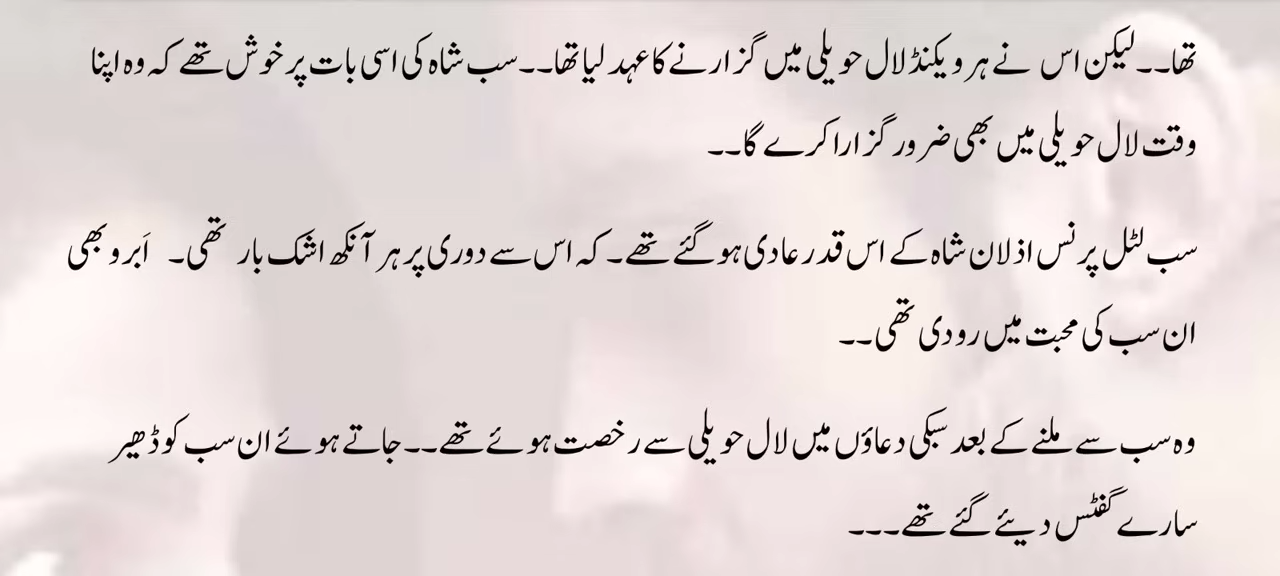 تھا۔۔لیکن اس نے ہر ویکنڈ لال حویلی میں گزارنے کا عہد لیا تھا۔۔سب شاہ کی اسی بات پر خوش تھے کہ وہ اپنا
وقت لال حویلی میں بھی ضرور گزارا کرے گا۔۔
سب لٹل پرنس اذلان شاہ کے اس قدر عادی ہو گئے تھے۔ کہ اس سے دوری پر ہر آنکھ اشک بار تھی۔ اَبرو بھی
ان سب کی محبت میں رو دی تھی۔۔
وہ سب سے ملنے کے بعد سبکی دعاؤں میں لال حویلی سے رخصت ہوئے تھے۔۔جاتے ہوئے ان سب کو ڈھیر
سارے گفٹس دیئے گئے تھے۔۔۔